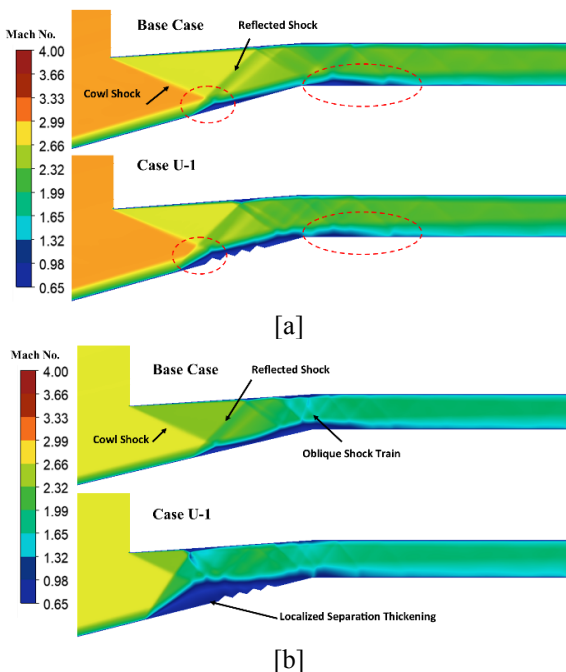 Mach No.
4.00
3.66
3.33
2.99
2.66
2.32
1.99
1.65
1.32
0.98
0.65
Base Case
Reflected Shock
Cowl Shock
Case U-1
[a]
Mach No.
4.00
3.66
3.33
2.99
2.66
2.32
1.99
1.65
1.32
0.98
0.65
Base Case
Reflected Shock
Cowl Shock
Oblique Shock Train
Case U-1
Localized Separation Thickening
[b]